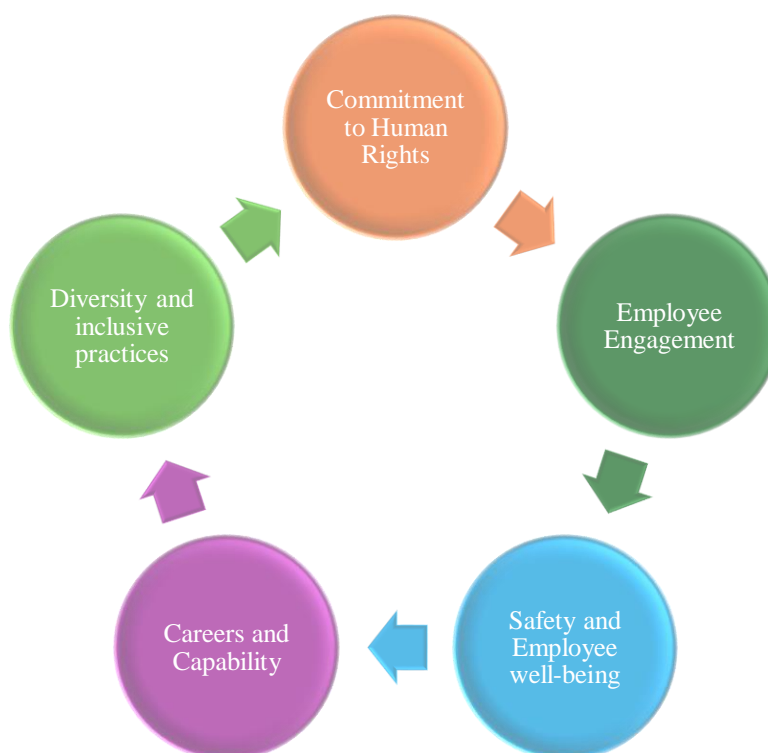 Commitment
to Human
Rights
Employee
Engagement
Safety and
Employee
well-being
Careers and
Capability
Diversity and
inclusive
practices